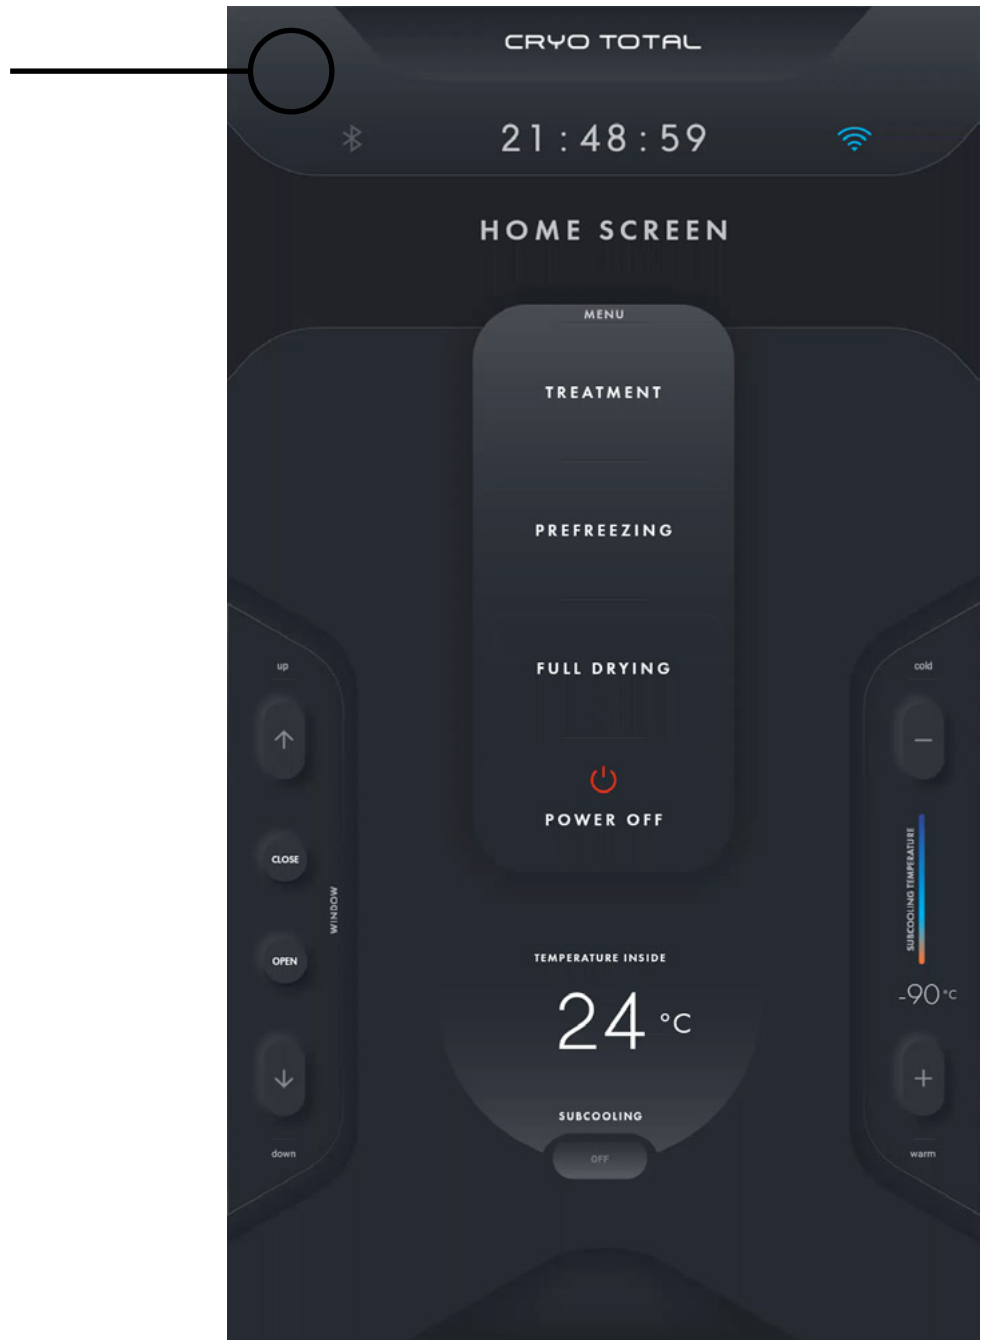 CRYO TOTAL
21:48:59
HOME SCREEN
MENU
TREATMENT
PREFREEZING
FULL DRYING
POWER OFF
up
CLOSE
OPEN
WINDOW
down
cold
SUBCOOLING TEMPERATURE
-90°C
warm
TEMPERATURE INSIDE
24 °C
SUBCOOLING
OFF